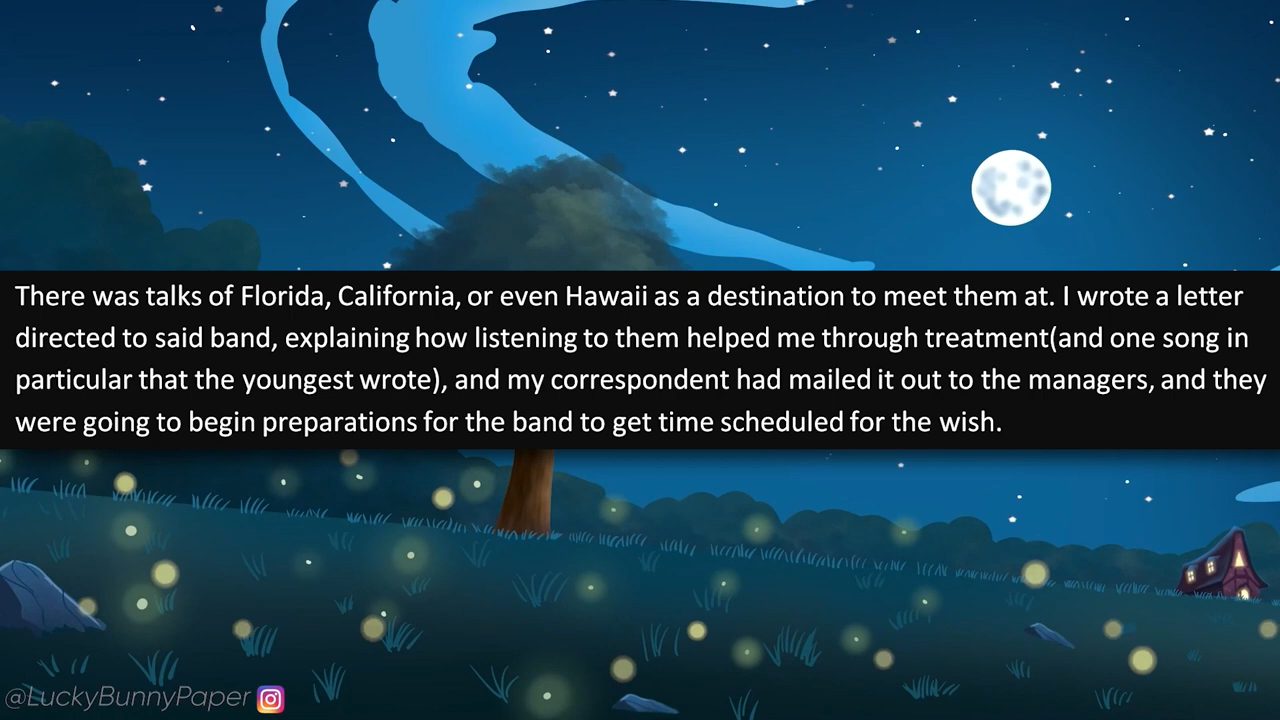 There was talks of Florida, California, or even Hawaii as a destination to meet them at. I wrote a letter
directed to said band, explaining how listening to them helped me through treatment(and one song in
particular that the youngest wrote), and my correspondent had mailed it out to the managers, and they
were going to begin preparations for the band to get time scheduled for the wish.
@LuckyBunnyPaper